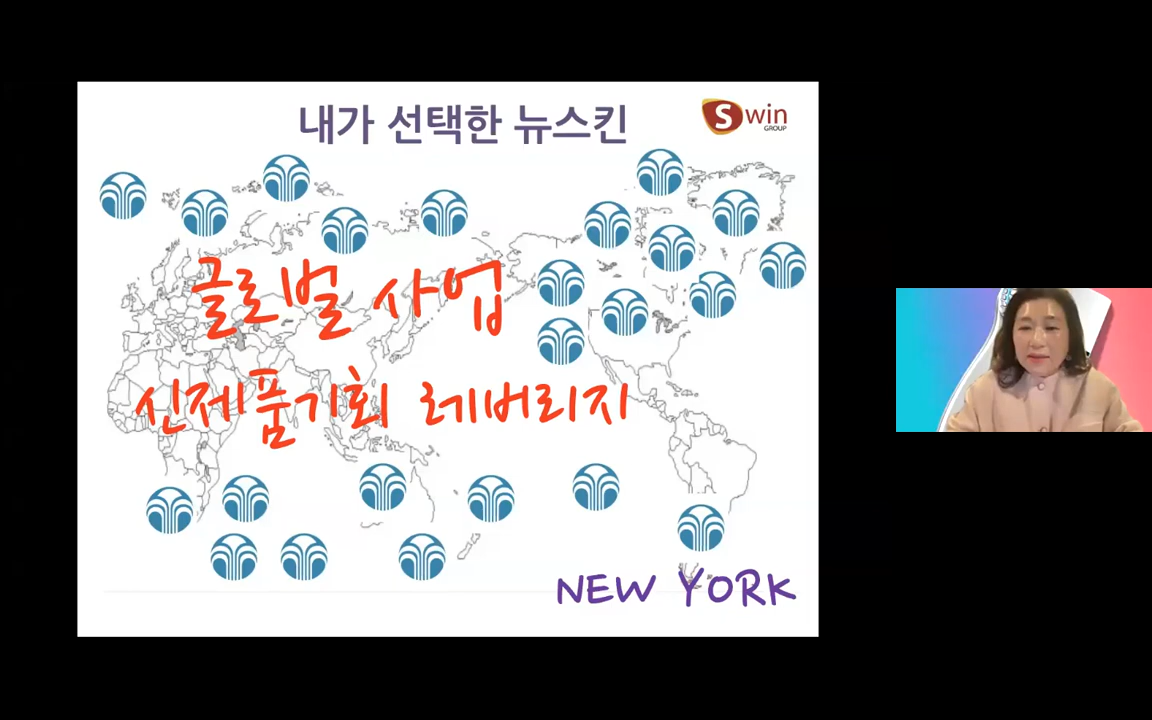 내가 선택한 뉴스킨
S win
GROUP
글로벌 사업
신제품기회 레버리지
NEW YORK